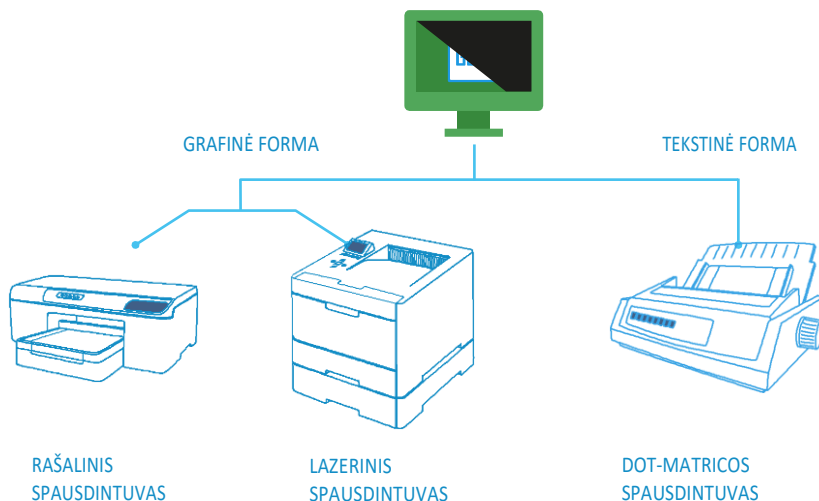 GRAFINĖ FORMA
TEKSTINĖ FORMA
RAŠALINIS
SPAUSDINTUVAS
LAZERINIS
SPAUSDINTUVAS
DOT-MATRICOS
SPAUSDINTUVAS